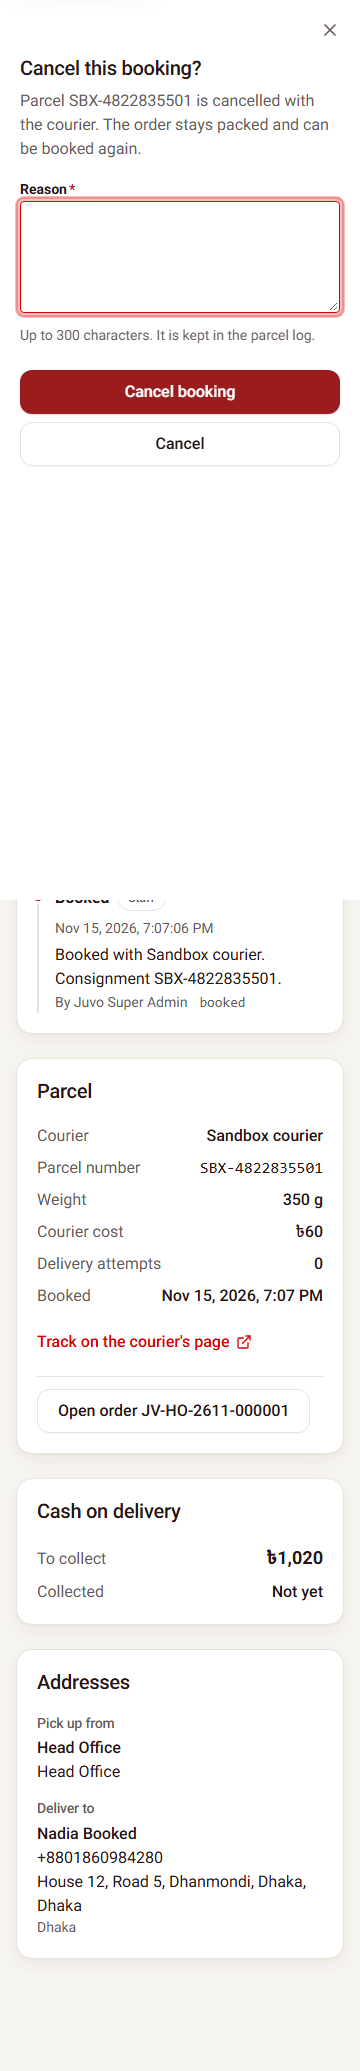 Cancel this booking?
Parcel SBX-4822835501 is cancelled with
the courier. The order stays packed and can
be booked again.
Reason *
Up to 300 characters. It is kept in the parcel log.
Cancel booking
Cancel
Booked
Nov 15, 2026, 7:07:06 PM
Booked with Sandbox courier.
Consignment SBX-4822835501.
By Juvo Super Admin booked
Parcel
Courier Sandbox courier
Parcel number SBX-4822835501
Weight 350 g
Courier cost ৳60
Delivery attempts 0
Booked Nov 15, 2026, 7:07 PM
Track on the courier's page
Open order JV-HO-2611-000001
Cash on delivery
To collect ৳1,020
Collected Not yet
Addresses
Pick up from
Head Office
Head Office
Deliver to
Nadia Booked
+8801860984280
House 12, Road 5, Dhanmondi, Dhaka,
Dhaka
Dhaka